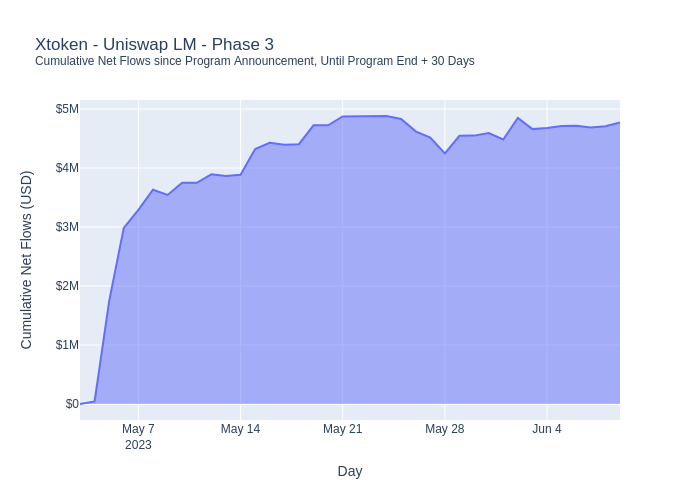 Xtoken - Uniswap LM - Phase 3
Cumulative Net Flows since Program Announcement, Until Program End + 30 Days
Cumulative Net Flows (USD)
$5M
$4M
$3M
$2M
$1M
$0
May 7
2023
May 14
May 21
May 28
Jun 4
Day